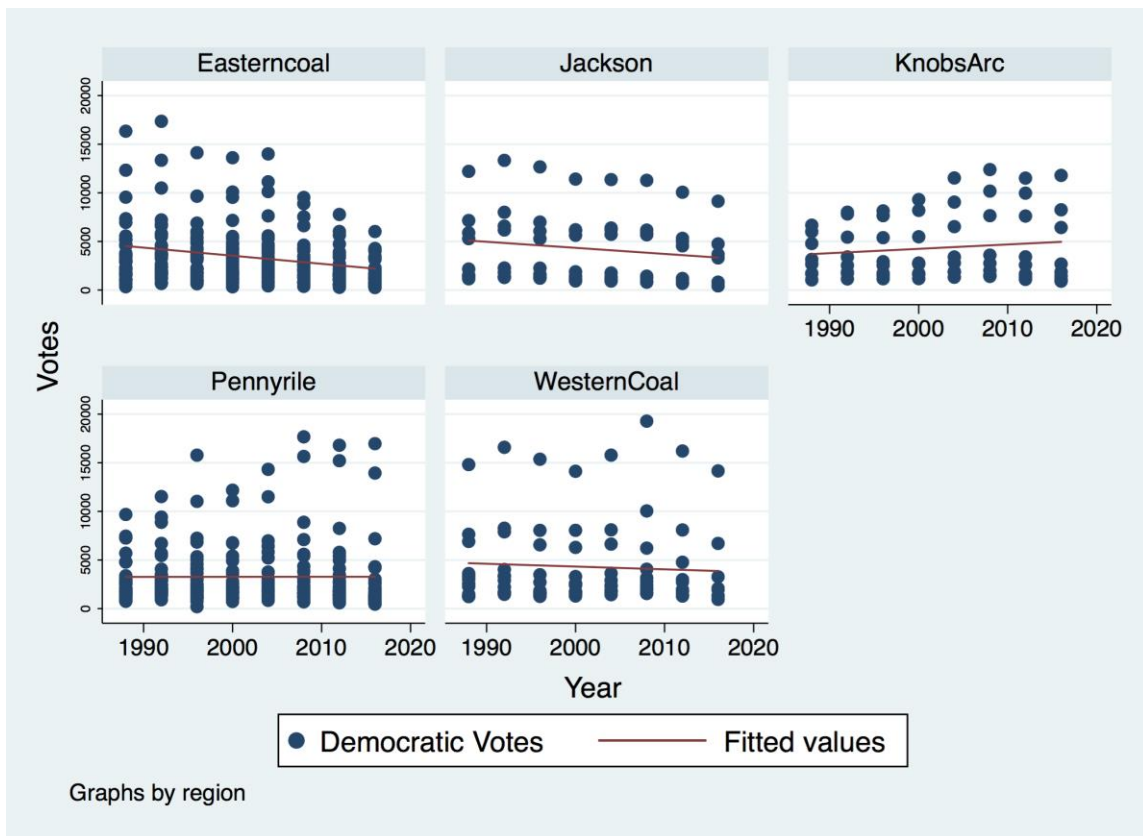 Easterncoal
Jackson
KnobsArc
20000
15000
10000
5000
0
1990 2000 2010 2020
Votes
Pennyrile
WesternCoal
20000
15000
10000
5000
0
1990 2000 2010 2020
1990 2000 2010 2020
Year
Democratic Votes
Fitted values
Graphs by region